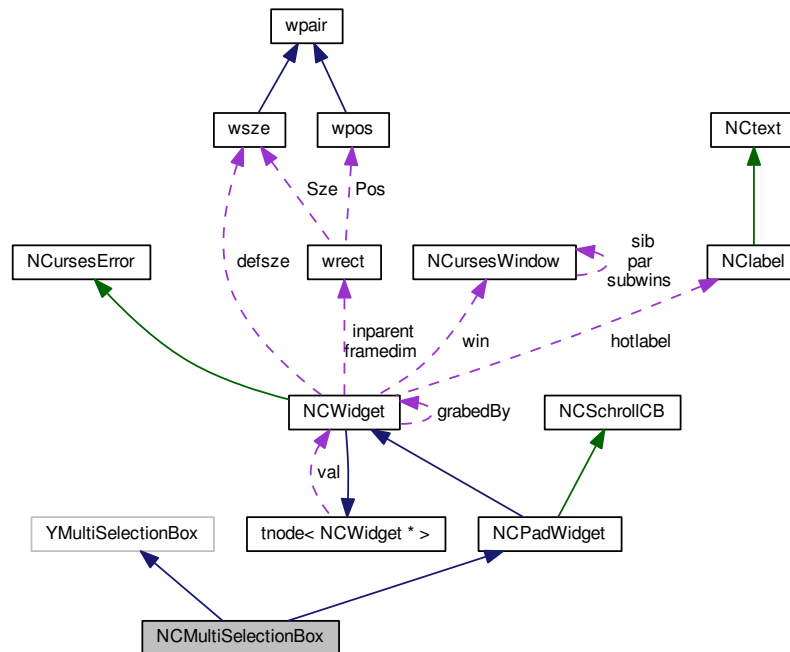 wpair
wsze
wpos
NCtext
Sze
Pos
NCursesError
defsze
wrect
NCursesWindow
sib
par
subwins
NClabel
inparent
framedim
win
hotlabel
NCWidget
grabedBy
NCSchrollCB
val
YMultiSelectionBox
tnode< NCWidget * >
NCPadWidget
NCMultiSelectionBox